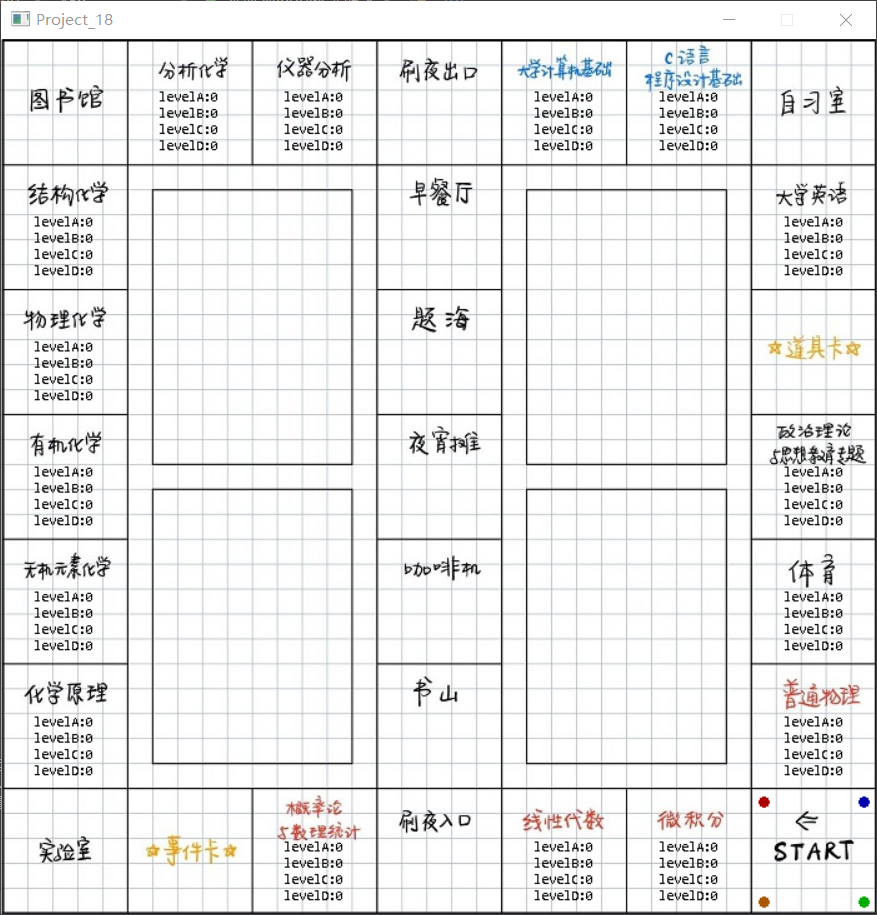 Project_18
图书馆
分析化学
levelA:0
levelB:0
levelC:0
levelD:0
仪器分析
levelA:0
levelB:0
levelC:0
levelD:0
刷夜出口
大学计算机基础
levelA:0
levelB:0
levelC:0
levelD:0
C语言
程序设计基础
levelA:0
levelB:0
levelC:0
levelD:0
自习室
结构化学
levelA:0
levelB:0
levelC:0
levelD:0
早餐厅
大学英语
levelA:0
levelB:0
levelC:0
levelD:0
物理化学
levelA:0
levelB:0
levelC:0
levelD:0
题海
☆道具卡☆
有机化学
levelA:0
levelB:0
levelC:0
levelD:0
夜宵摊
政治理论
与思想教育专题
levelA:0
levelB:0
levelC:0
levelD:0
无机元素化学
levelA:0
levelB:0
levelC:0
levelD:0
咖啡机
体育
levelA:0
levelB:0
levelC:0
levelD:0
化学原理
levelA:0
levelB:0
levelC:0
levelD:0
书山
普通物理
levelA:0
levelB:0
levelC:0
levelD:0
实验室
☆事件卡☆
概率论
与数理统计
levelA:0
levelB:0
levelC:0
levelD:0
刷夜入口
线性代数
levelA:0
levelB:0
levelC:0
levelD:0
微积分
levelA:0
levelB:0
levelC:0
levelD:0
←
START